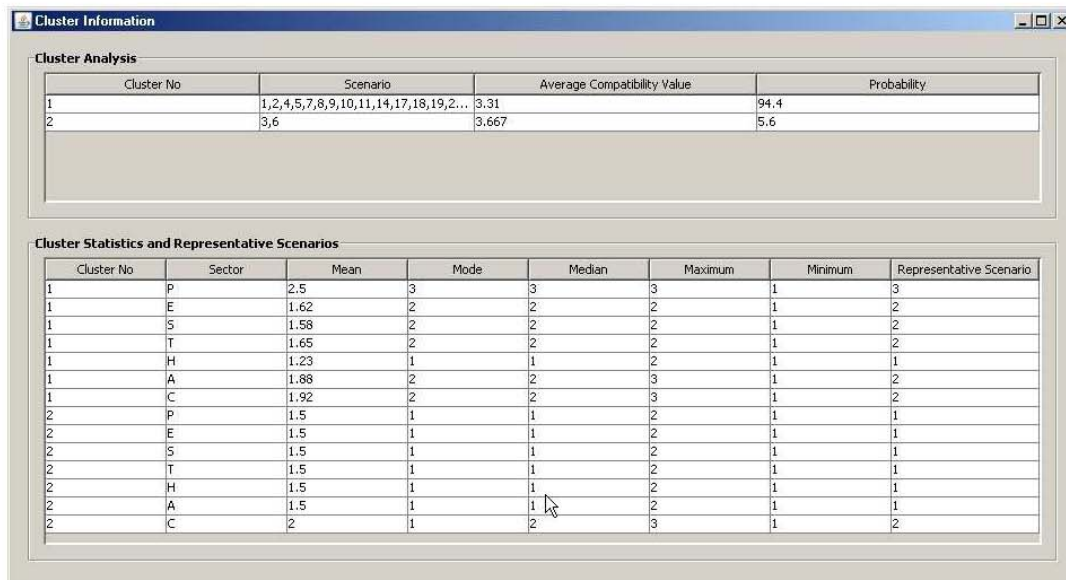 Cluster Information
Cluster Analysis
Cluster No Scenario Average Compatibility Value Probability
1 1,2,4,5,7,8,9,10,11,14,17,18,19,2... 3.31 94.4
2 3,6 3.667 5.6
Cluster Statistics and Representative Scenarios
Cluster No Sector Mean Mode Median Maximum Minimum Representative Scenario
1 P 2.5 3 3 3 1 3
1 E 1.62 2 2 2 1 2
1 S 1.58 2 2 2 1 2
1 T 1.65 2 2 2 1 2
1 H 1.23 1 1 2 1 1
1 A 1.88 2 2 3 1 2
1 C 1.92 2 2 3 1 2
2 P 1.5 1 1 2 1 1
2 E 1.5 1 1 2 1 1
2 S 1.5 1 1 2 1 1
2 T 1.5 1 1 2 1 1
2 H 1.5 1 1 2 1 1
2 A 1.5 1 1 2 1 1
2 C 2 1 2 3 1 2